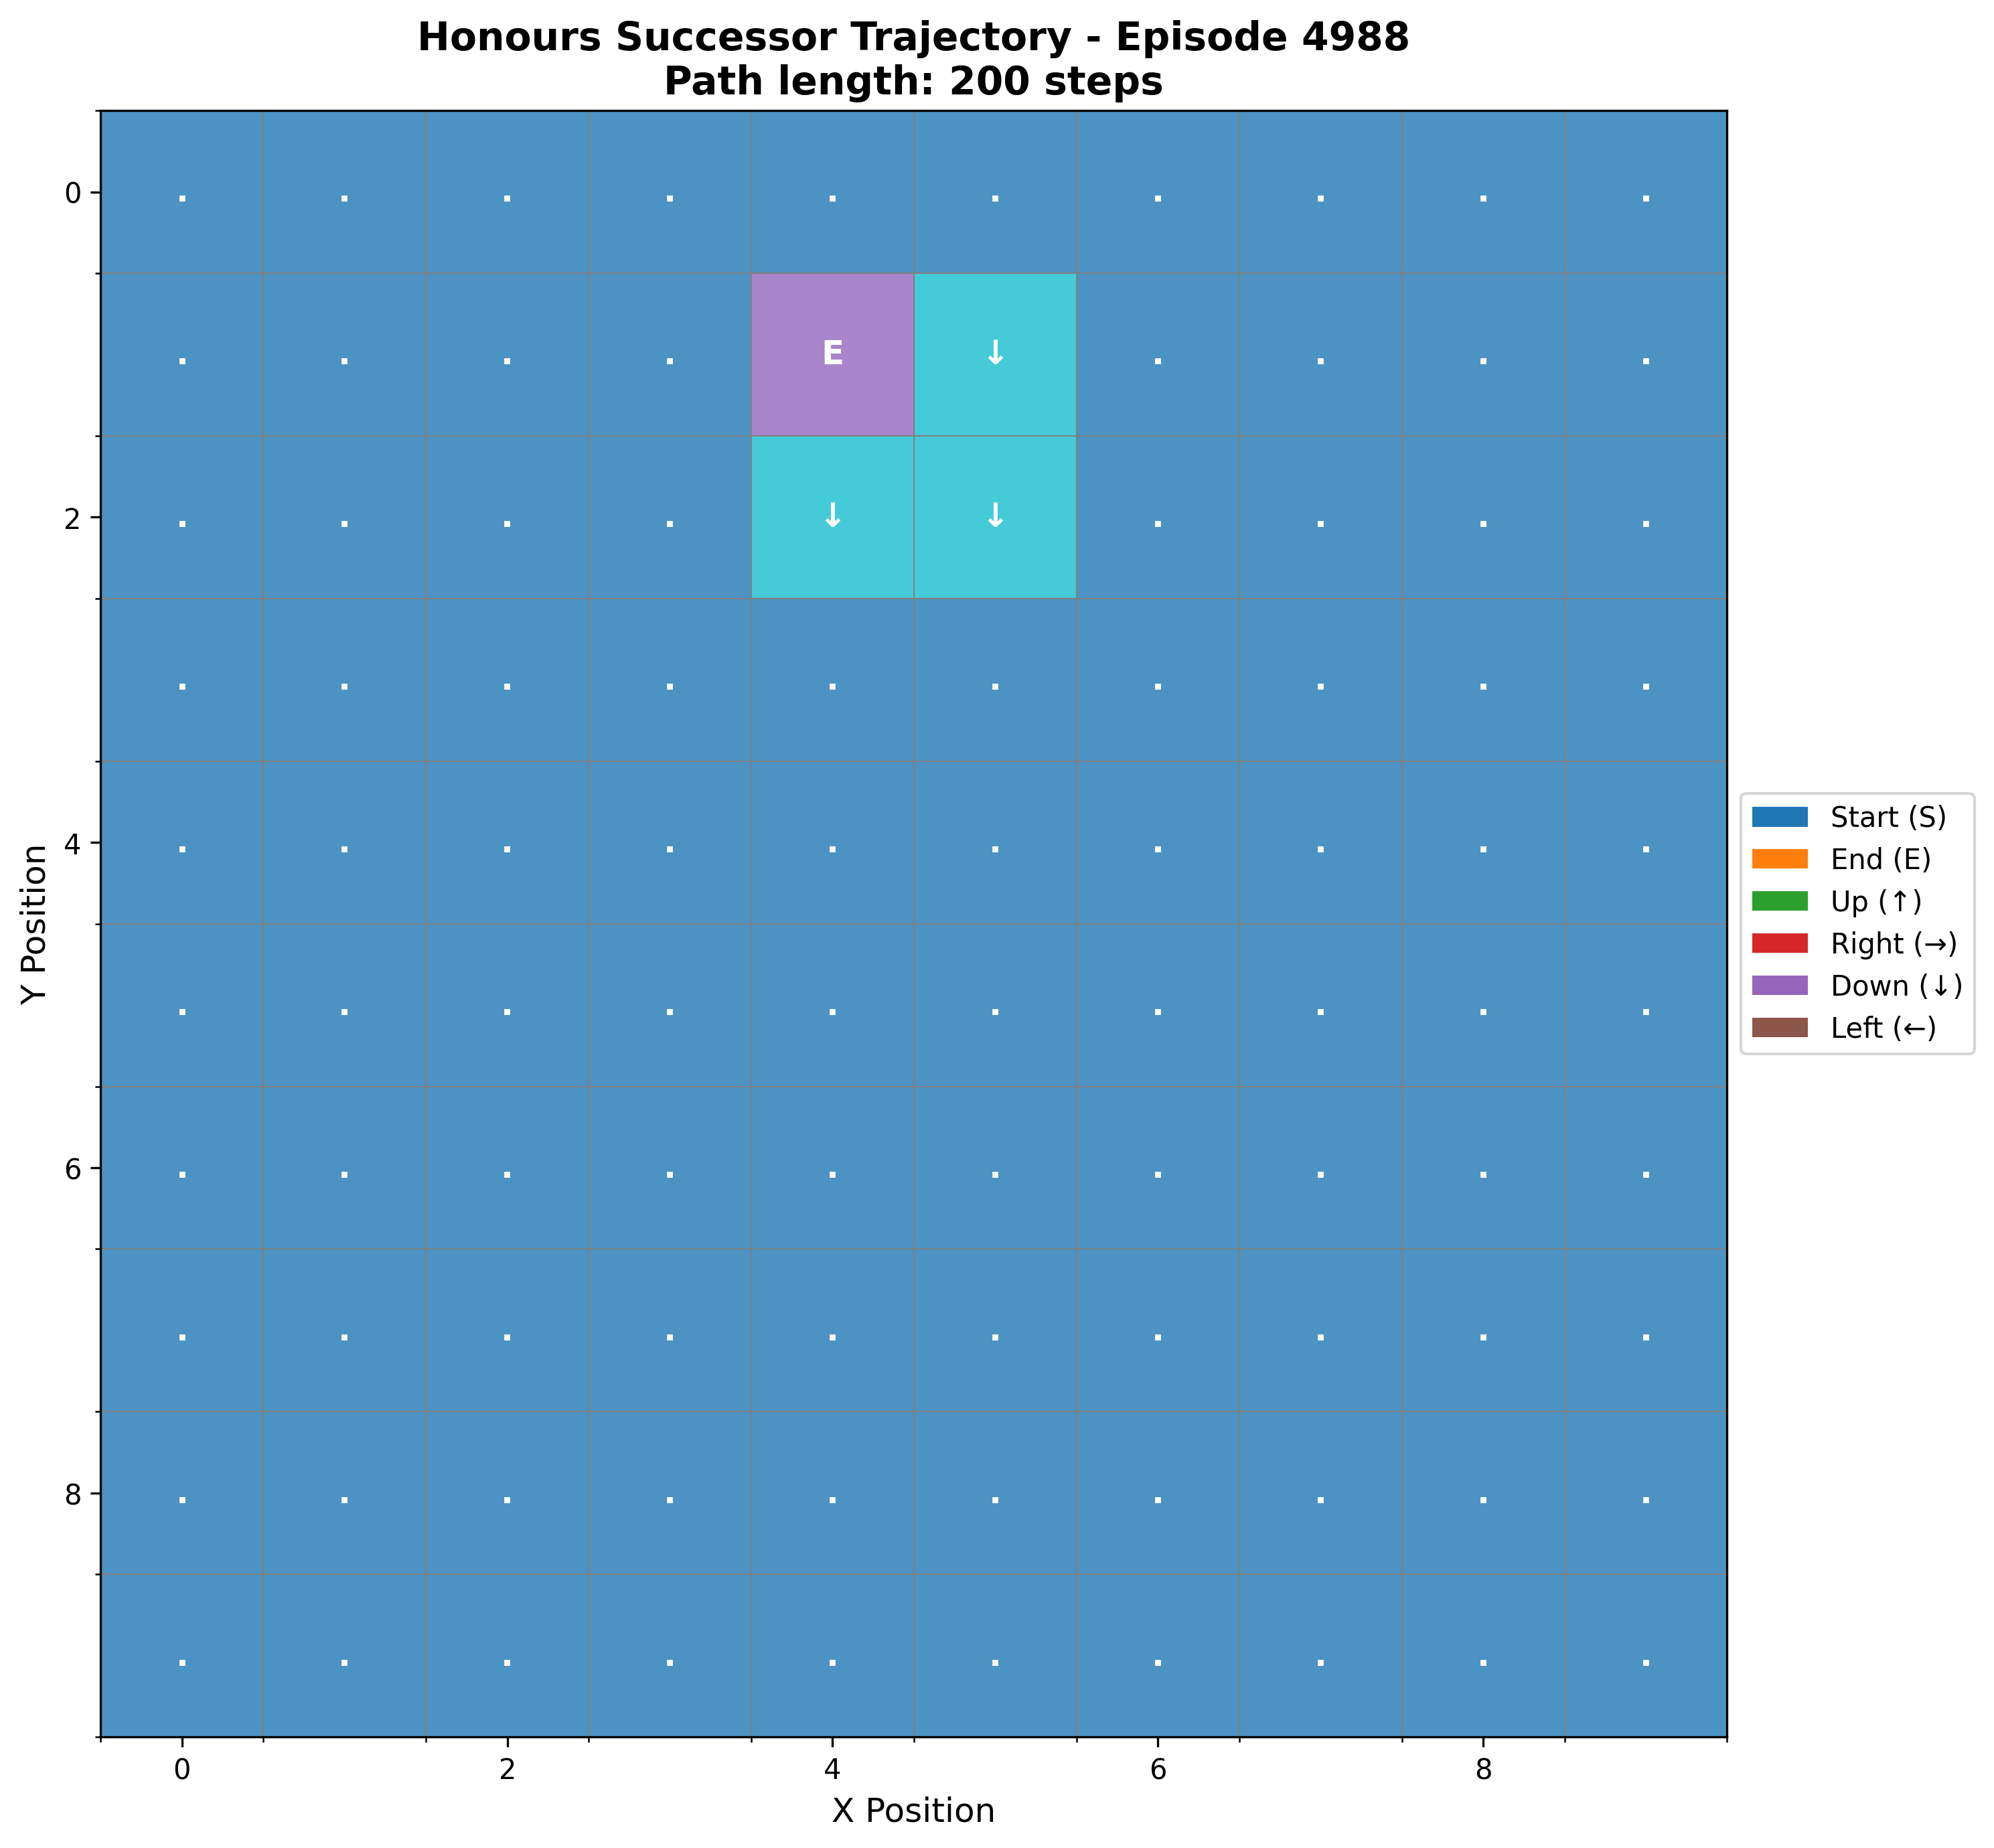 Honours Successor Trajectory - Episode 4988
Path length: 200 steps
0
E ↓
2
↓ ↓
4
6
8
Y Position
0 2 4 6 8
X Position
Start (S)
End (E)
Up (↑)
Right (→)
Down (↓)
Left (←)